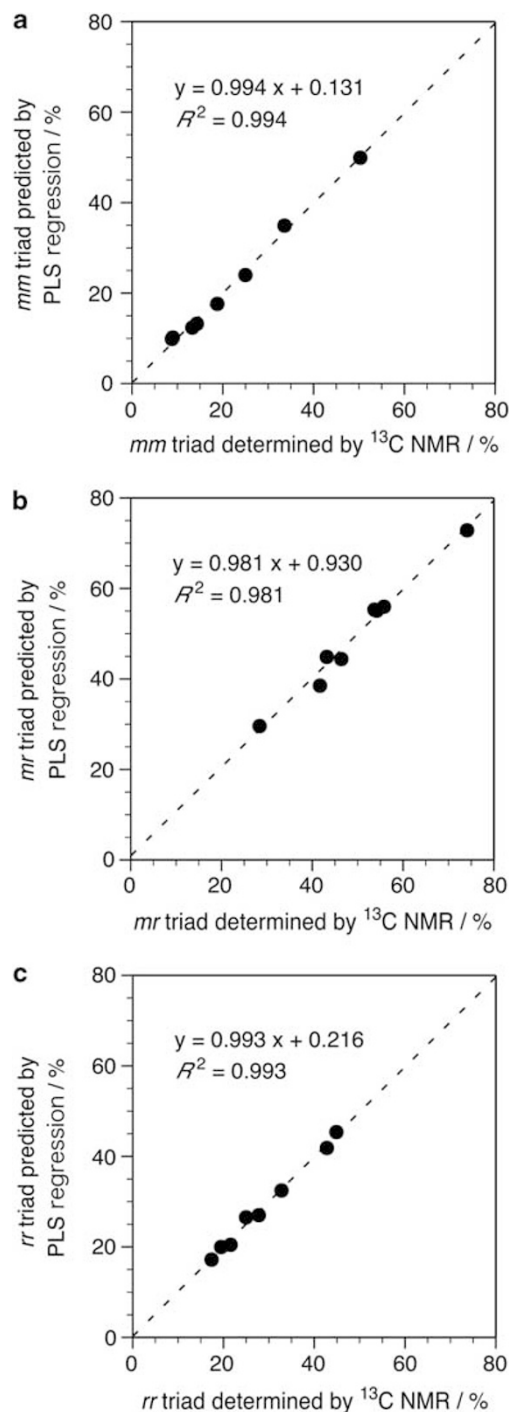 a
y = 0.994 x + 0.131
R² = 0.994
mm triad predicted by
PLS regression / %
80
60
40
20
0
0 20 40 60 80
mm triad determined by ¹³C NMR / %
b
y = 0.981 x + 0.930
R² = 0.981
mr triad predicted by
PLS regression / %
80
60
40
20
0
0 20 40 60 80
mr triad determined by ¹³C NMR / %
c
y = 0.993 x + 0.216
R² = 0.993
rr triad predicted by
PLS regression / %
80
60
40
20
0
0 20 40 60 80
rr triad determined by ¹³C NMR / %